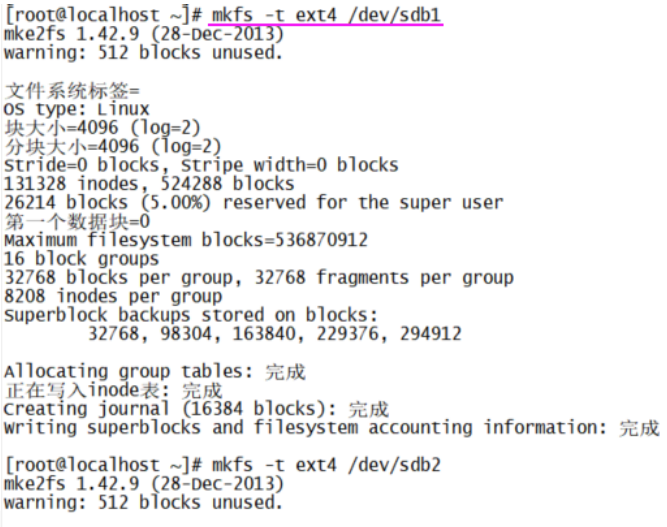 [root@localhost ~]# mkfs -t ext4 /dev/sdb1
mke2fs 1.42.9 (28-Dec-2013)
warning: 512 blocks unused.
文件系统标签=
OS type: Linux
块大小=4096 (log=2)
分块大小=4096 (log=2)
Stride=0 blocks, Stripe width=0 blocks
131328 inodes, 524288 blocks
26214 blocks (5.00%) reserved for the super user
第一个数据块=0
Maximum filesystem blocks=536870912
16 block groups
32768 blocks per group, 32768 fragments per group
8208 inodes per group
Superblock backups stored on blocks:
32768, 98304, 163840, 229376, 294912
Allocating group tables: 完成
正在写入inode表: 完成
Creating journal (16384 blocks): 完成
Writing superblocks and filesystem accounting information: 完成
[root@localhost ~]# mkfs -t ext4 /dev/sdb2
mke2fs 1.42.9 (28-Dec-2013)
warning: 512 blocks unused.